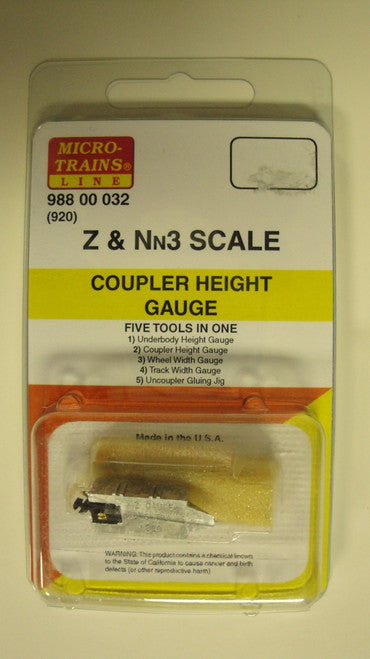 MICRO-
TRAINS®
LINE
988 00 032
(920)
Z & NN3 SCALE
COUPLER HEIGHT
GAUGE
FIVE TOOLS IN ONE
1) Underbody Height Gauge
2) Coupler Height Gauge
3) Wheel Width Gauge
4) Track Width Gauge
5) Uncoupler Gluing Jig
Made in the U.S.A.
WARNING: This product contains a chemical known
to the State of California to cause cancer and birth
defects (or other reproductive harm)